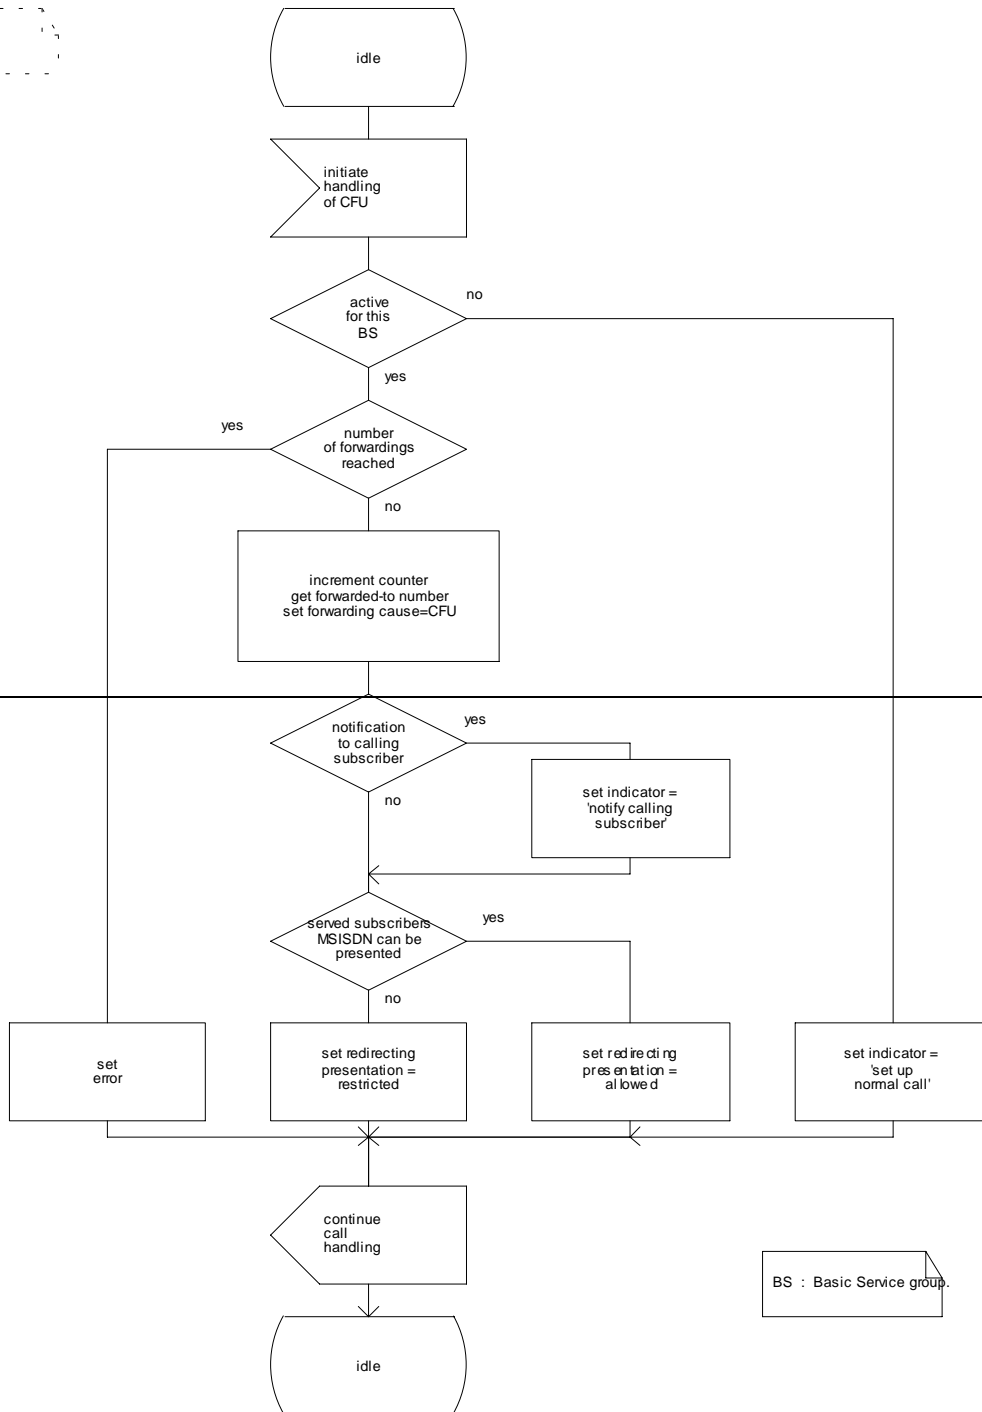 idle
initiate
handling
of CFU
active
for this
BS
no
yes
number
of forwardings
reached
yes
no
increment counter
get forwarded-to number
set forwarding cause=CFU
notification
to calling
subscriber
yes
no
set indicator =
'notify calling
subscriber'
served subscribers
MSISDN can be
presented
yes
no
set
error
set redirecting
presentation =
restricted
set redirecting
presentation =
allowed
set indicator =
'set up
normal call'
continue
call
handling
BS : Basic Service group.
idle